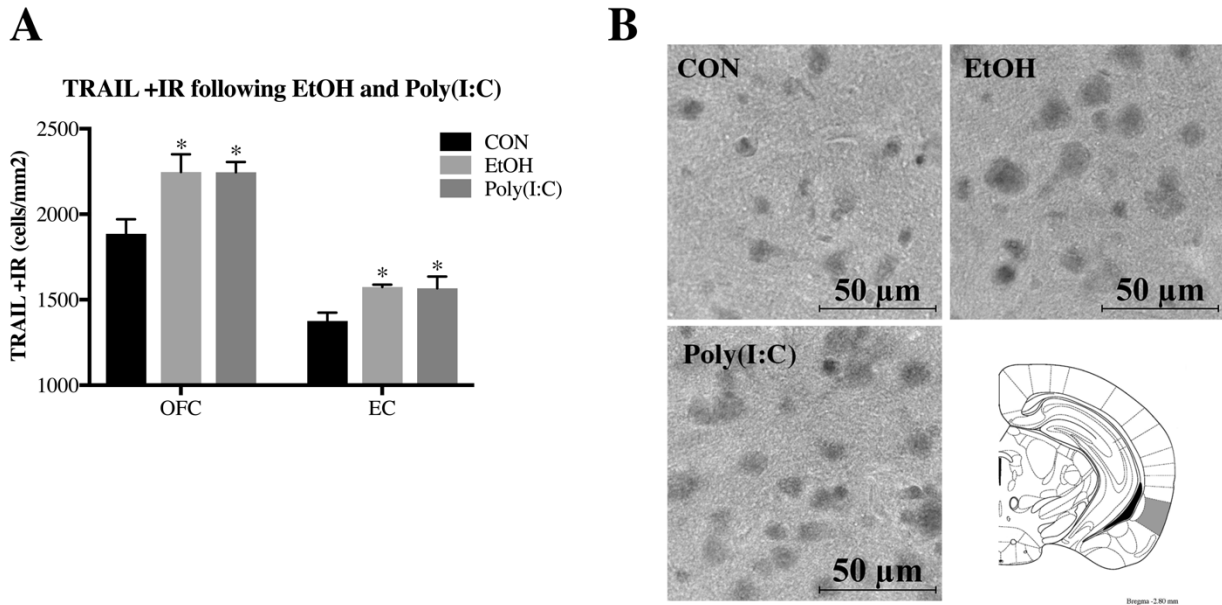 A
TRAIL +IR following EtOH and Poly(I:C)
TRAIL +IR (cells/mm2)
2500
2000
1500
1000
* *
* *
CON
EtOH
Poly(I:C)
OFC EC
B
CON
50 µm
EtOH
50 µm
Poly(I:C)
50 µm
Bregma -2.80 mm